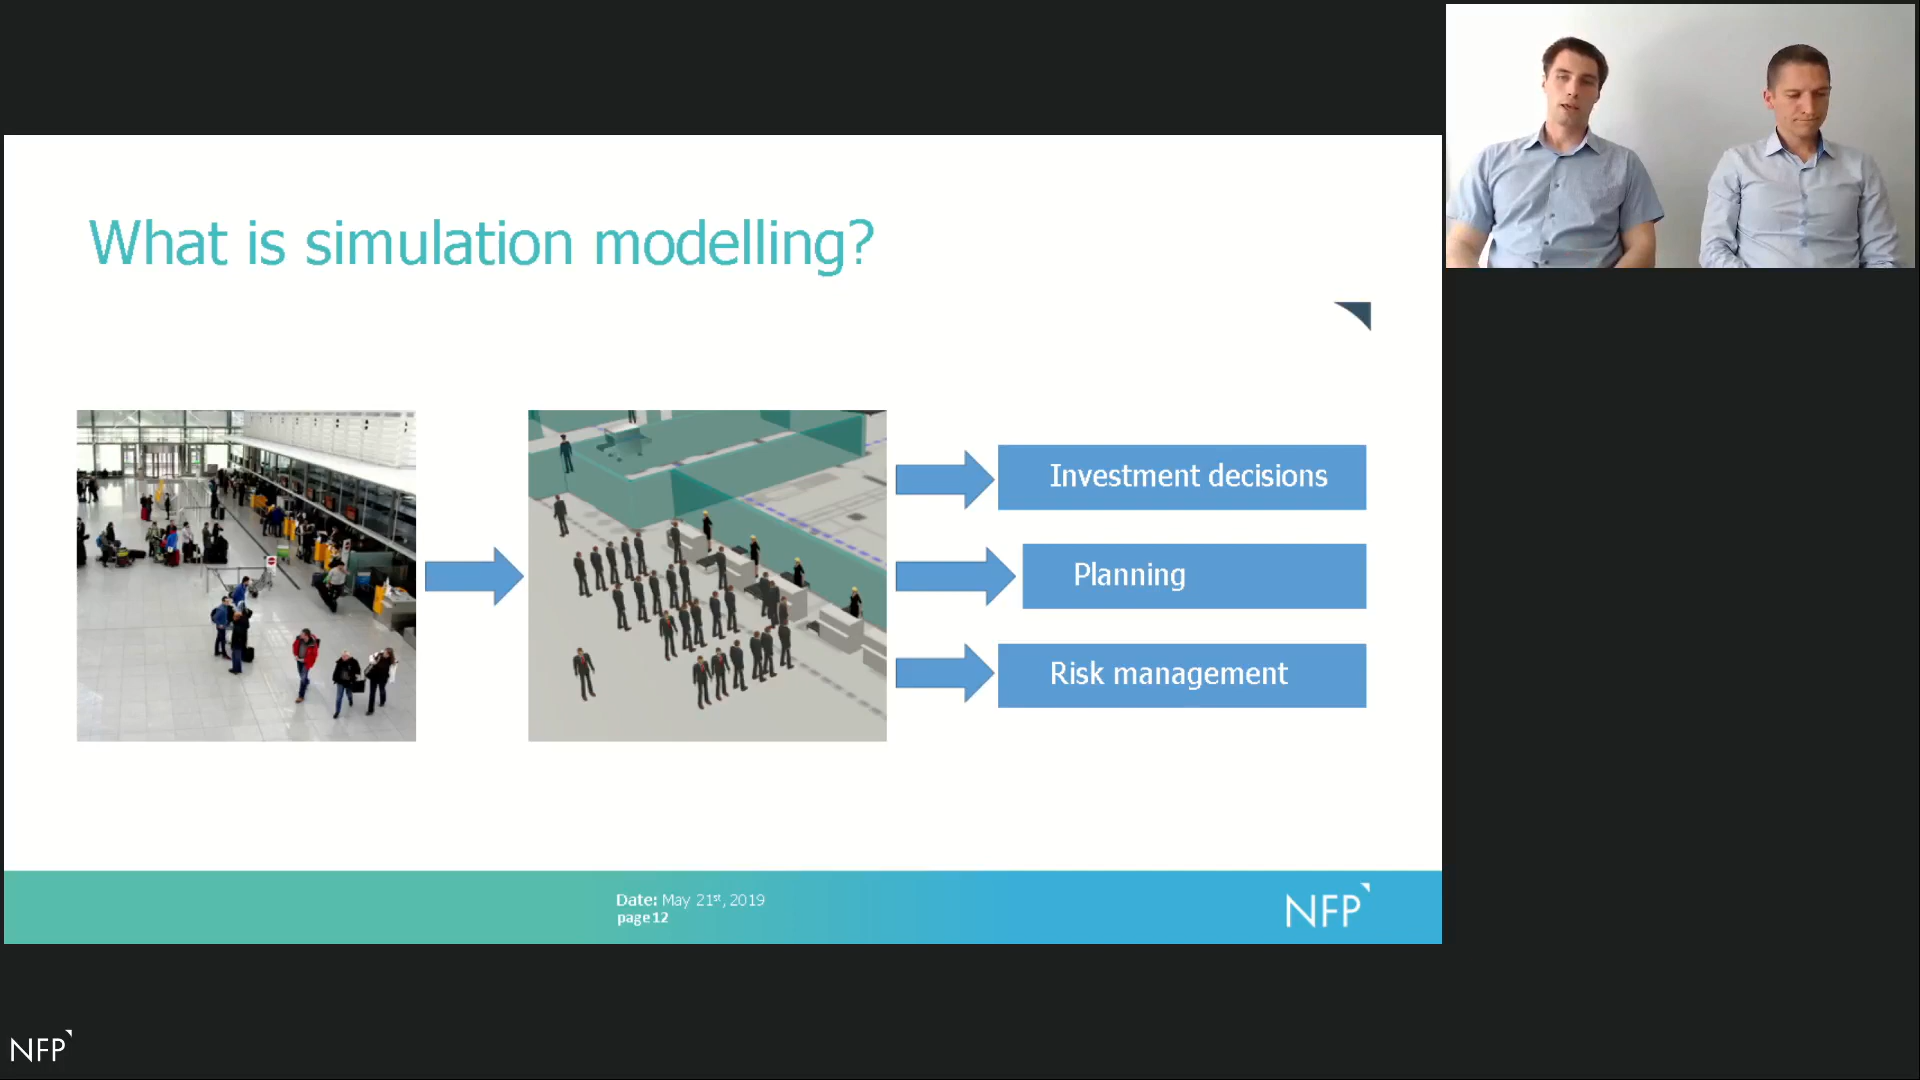 What is simulation modelling?
Investment decisions
Planning
Risk management
Date: May 21st, 2019
page 12
NFP
NFP